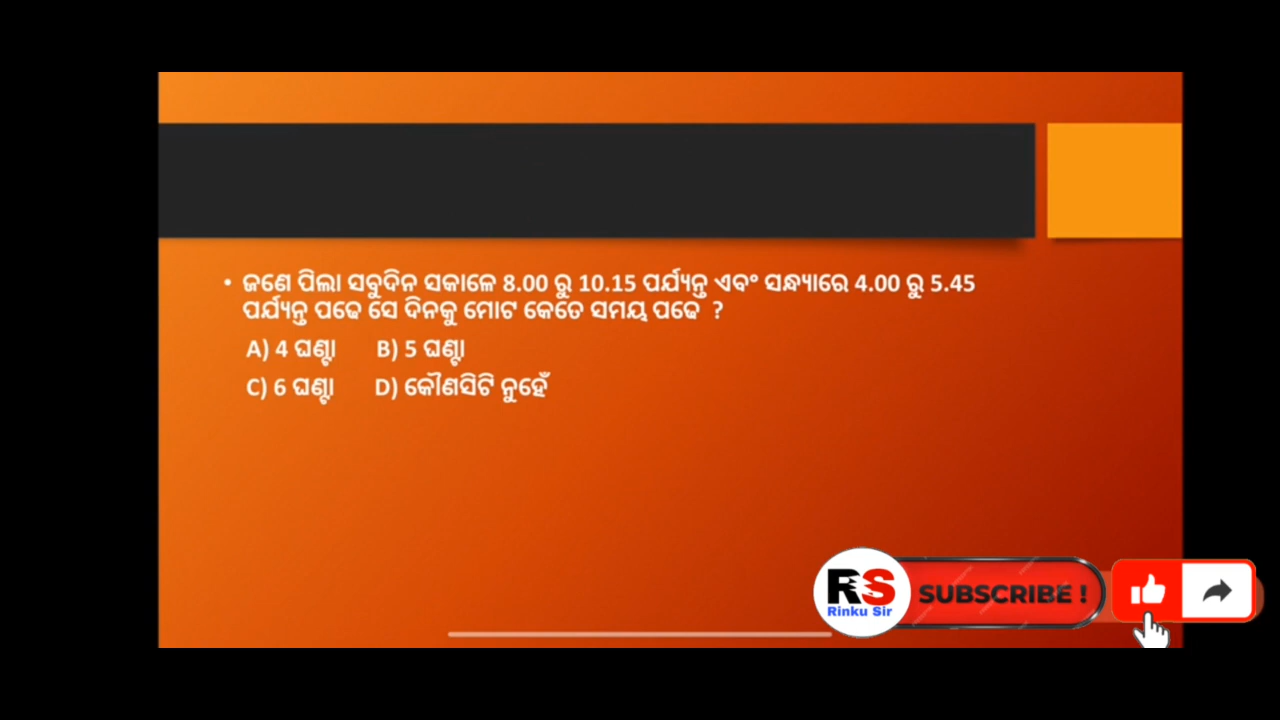 • ଜଣେ ପିଲା ସବୁଦିନ ସକାଳେ 8.00 ରୁ 10.15 ପର୍ଯ୍ୟନ୍ତ ଏବଂ ସନ୍ଧ୍ୟାରେ 4.00 ରୁ 5.45
ପର୍ଯ୍ୟନ୍ତ ପଢେ ସେ ଦିନକୁ ମୋଟ କେତେ ସମୟ ପଢେ ?
A) 4 ଘଣ୍ଟା B) 5 ଘଣ୍ଟା
C) 6 ଘଣ୍ଟା D) କୌଣସିଟି ନୁହେଁ
RS
Rinku Sir
SUBSCRIBE !